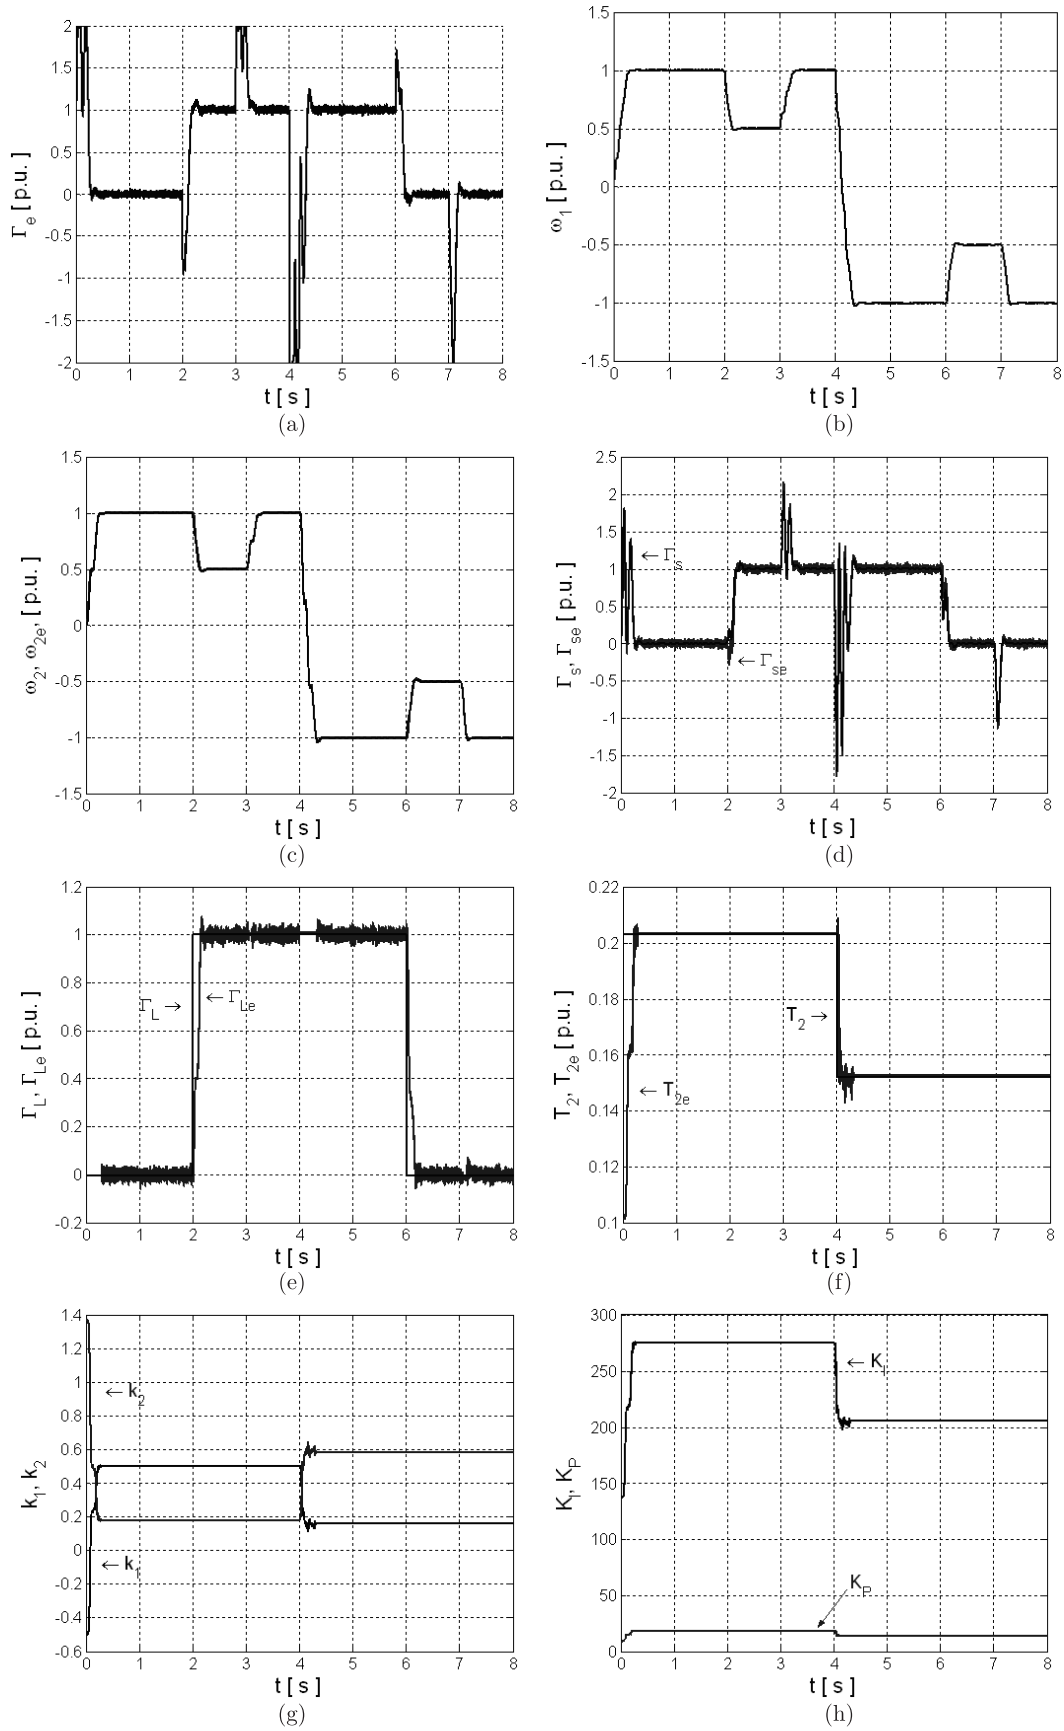 2
1.5
1
0.5
0
-0.5
-1
-1.5
-2
Γe [ p.u. ]
0 1 2 3 4 5 6 7 8
t [ s ]
(a)
1.5
1
0.5
0
-0.5
-1
-1.5
ω1 [ p.u. ]
0 1 2 3 4 5 6 7 8
t [ s ]
(b)
1.5
1
0.5
0
-0.5
-1
-1.5
ω2, ω2e, [ p.u. ]
0 1 2 3 4 5 6 7 8
t [ s ]
(c)
2.5
2
1.5
1
0.5
0
-0.5
-1
-1.5
-2
Γs, Γse [ p.u. ]
← Γs
← Γse
0 1 2 3 4 5 6 7 8
t [ s ]
(d)
1.2
1
0.8
0.6
0.4
0.2
0
-0.2
ΓL, ΓLe [ p.u. ]
ΓL →
← ΓLe
0 1 2 3 4 5 6 7 8
t [ s ]
(e)
0.22
0.2
0.18
0.16
0.14
0.12
0.1
T2, T2e [ p.u. ]
T2 →
← T2e
0 1 2 3 4 5 6 7 8
t [ s ]
(f)
1.4
1.2
1
0.8
0.6
0.4
0.2
0
-0.2
-0.4
-0.6
k1, k2
← k2
← k1
0 1 2 3 4 5 6 7 8
t [ s ]
(g)
300
250
200
150
100
50
0
KI, KP
← KI
KP
0 1 2 3 4 5 6 7 8
t [ s ]
(h)